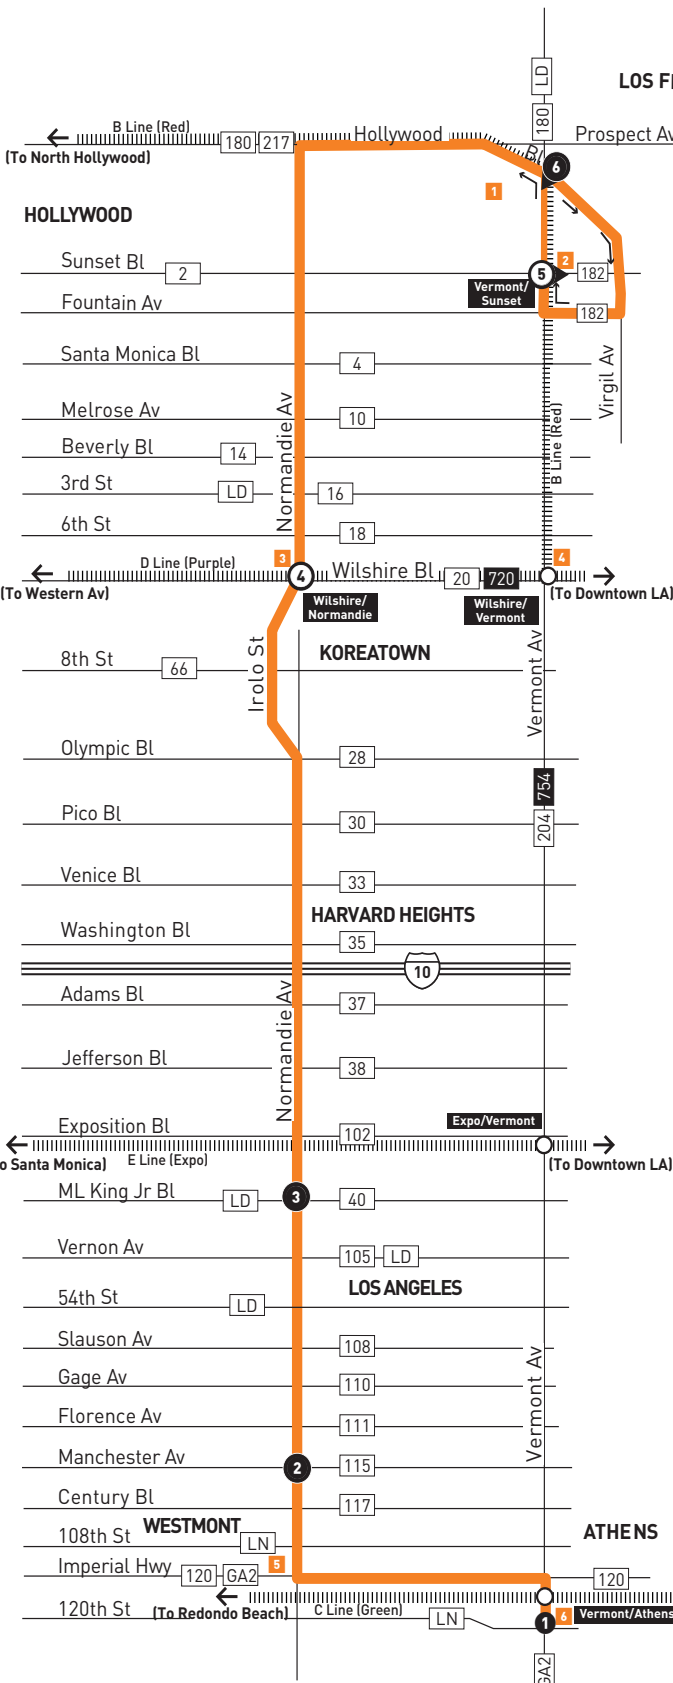 LD
LOS FE
180
B Line (Red)
180 217
Hollywood Bl
Prospect Av
(To North Hollywood)
6
1
HOLLYWOOD
Sunset Bl
2
5
2
182
Vermont/
Sunset
Fountain Av
182
Santa Monica Bl
4
Virgil Av
Normandie Av
Melrose Av
10
B Line (Red)
Beverly Bl
14
3rd St
LD
16
6th St
18
3
4
D Line (Purple)
4
Wilshire Bl
20
720
(To Western Av)
(To Downtown LA)
Wilshire/
Normandie
Wilshire/
Vermont
Irolo St
KOREATOWN
Vermont Av
8th St
66
Olympic Bl
28
754
204
Pico Bl
30
Venice Bl
33
HARVARD HEIGHTS
Washington Bl
35
10
Normandie Av
Adams Bl
37
Jefferson Bl
38
Exposition Bl
102
Expo/Vermont
o Santa Monica)
E Line (Expo)
(To Downtown LA)
ML King Jr Bl
LD
3
40
Vernon Av
105
LD
LOS ANGELES
54th St
LD
Slauson Av
108
Vermont Av
Gage Av
110
Florence Av
111
Manchester Av
2
115
Century Bl
117
WESTMONT
ATHENS
108th St
LN
Imperial Hwy
120
GA2
5
120
120th St
(To Redondo Beach)
C Line (Green)
LN
1
6
Vermont/Athens
GA2